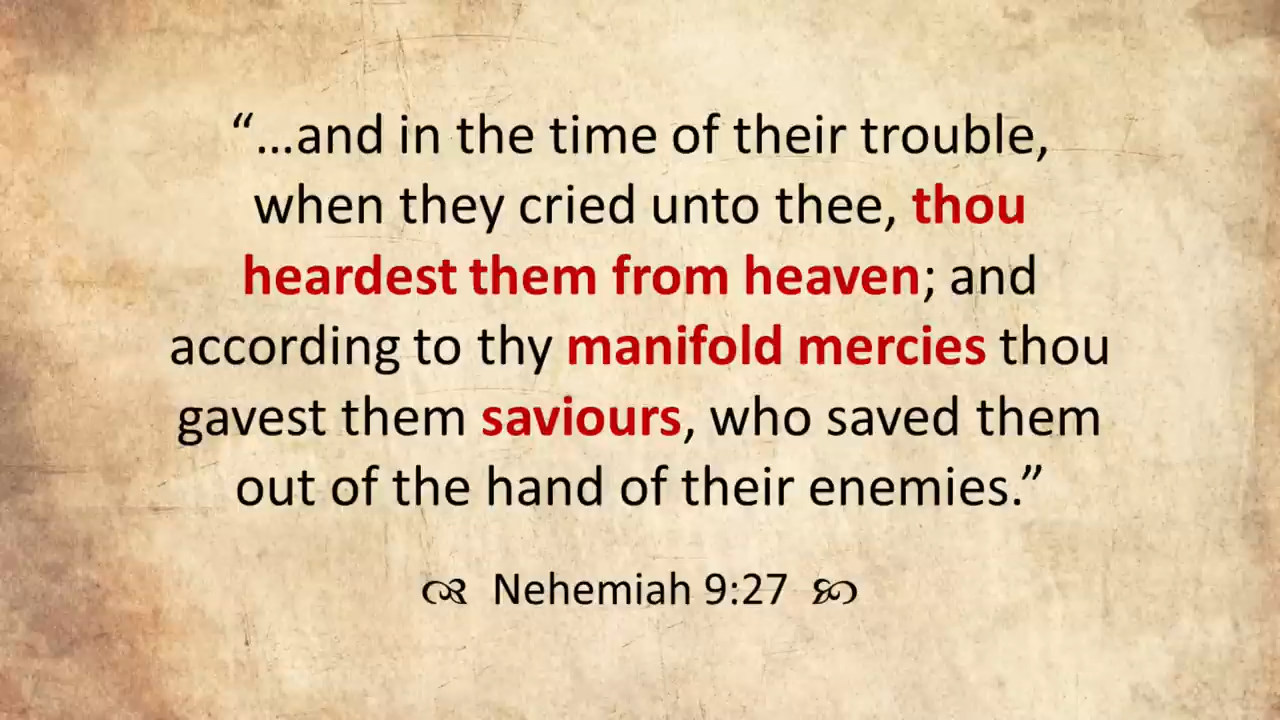 “…and in the time of their trouble,
when they cried unto thee, thou
heardest them from heaven; and
according to thy manifold mercies thou
gavest them saviours, who saved them
out of the hand of their enemies.”
Nehemiah 9:27